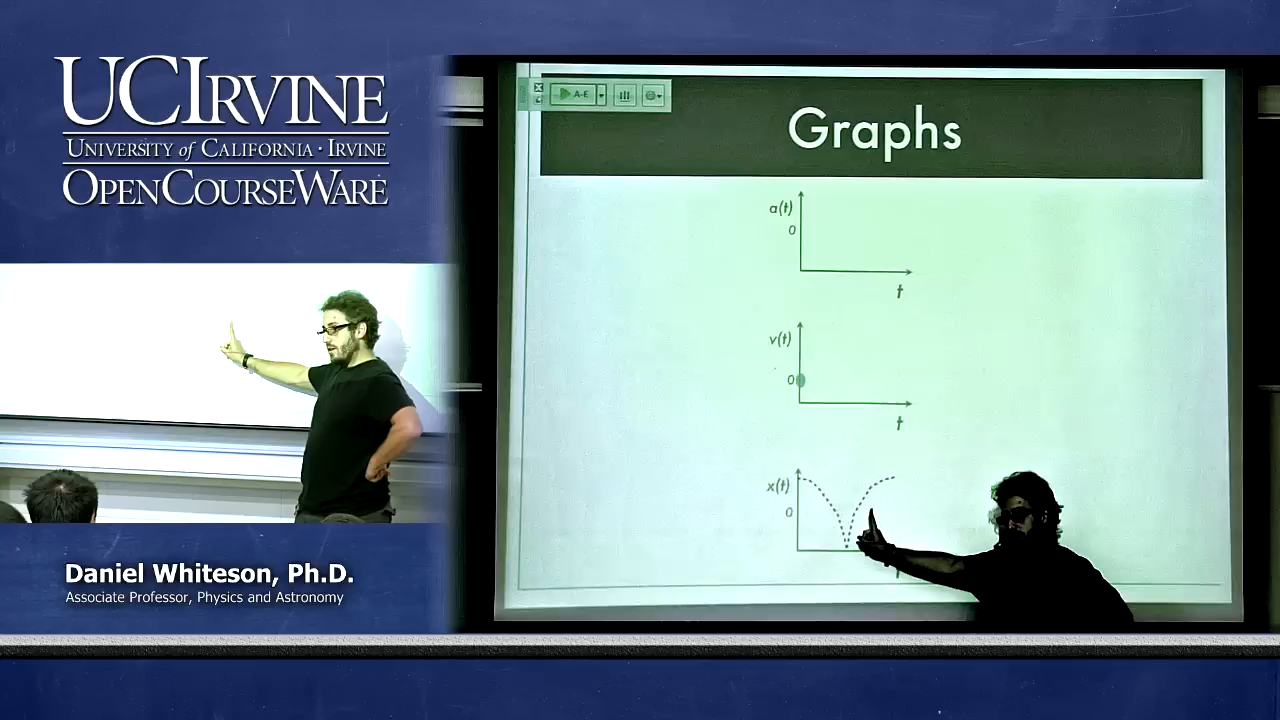 UCIRVINE
UNIVERSITY of CALIFORNIA · IRVINE
OPENCOURSEWARE
A-E
Graphs
a(t)
0
t
v(t)
0
t
x(t)
0
Daniel Whiteson, Ph.D.
Associate Professor, Physics and Astronomy